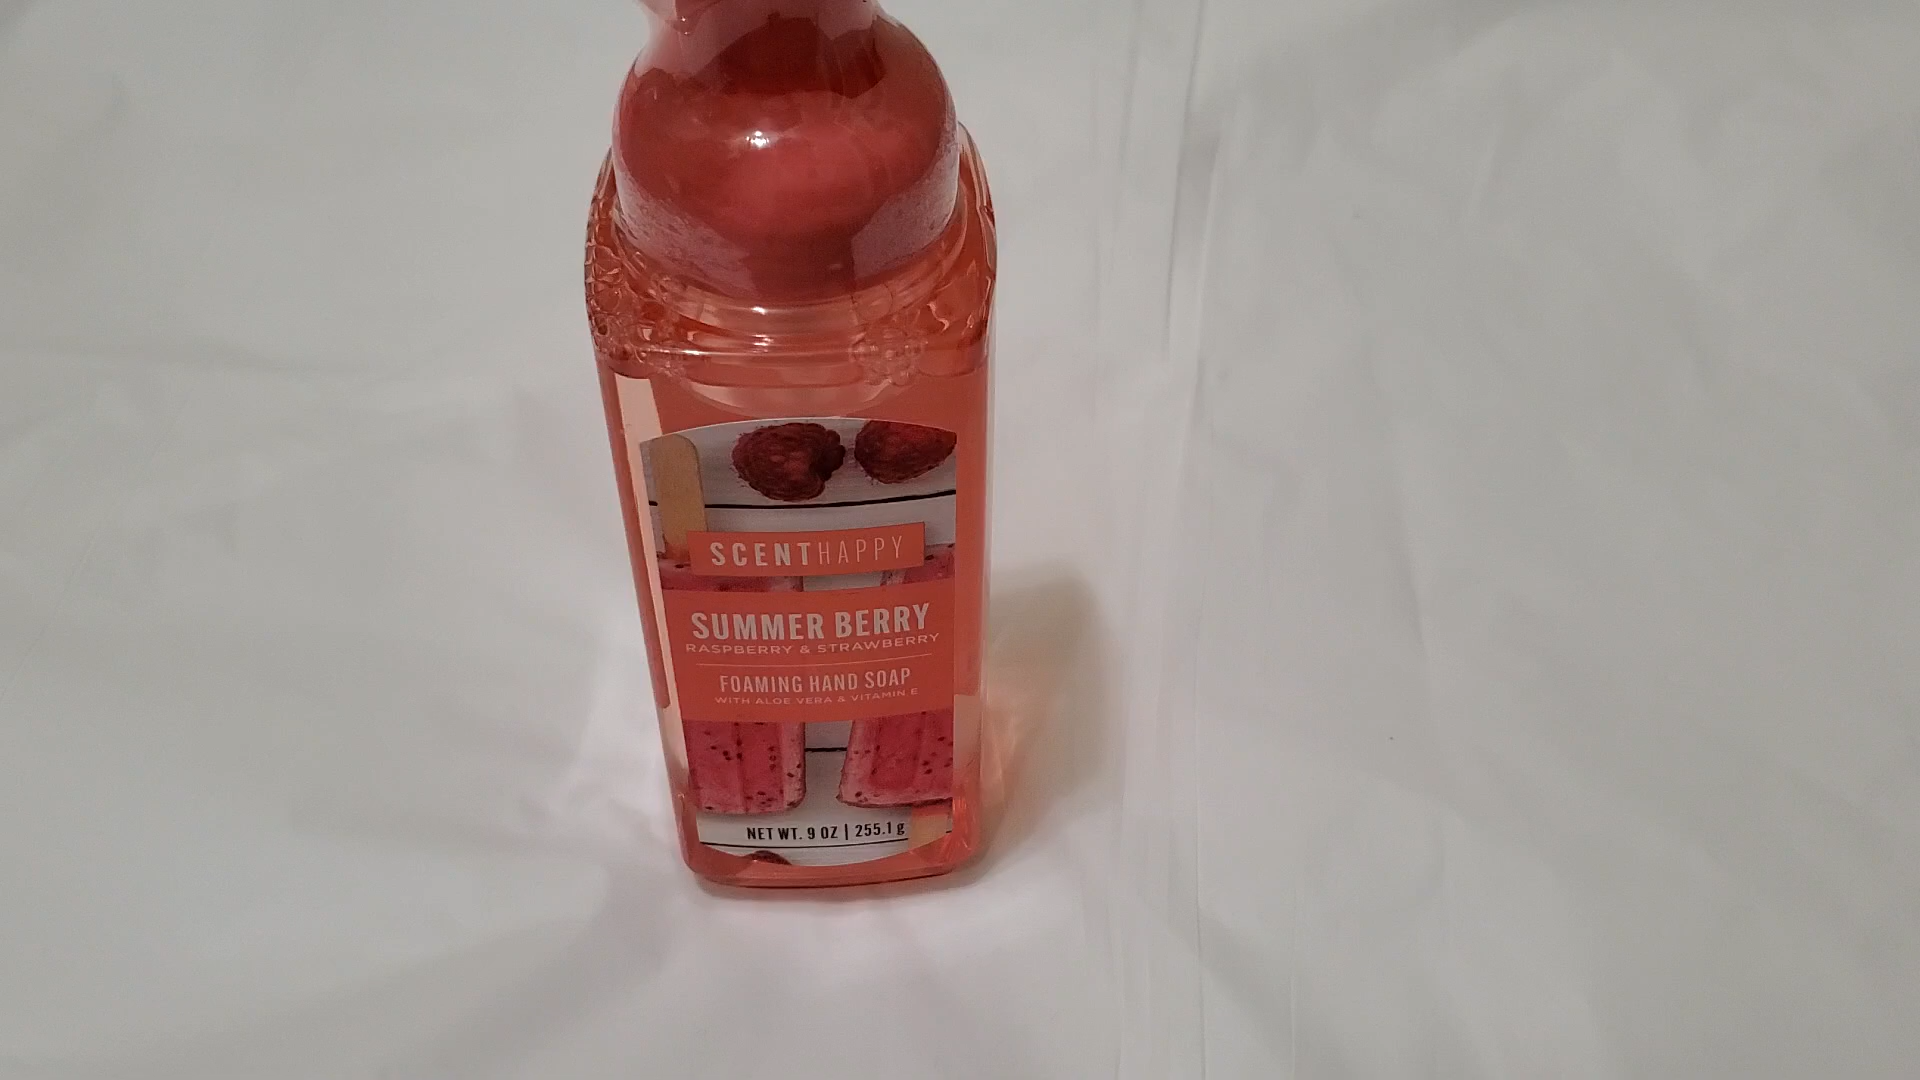 SCENTHAPPY
SUMMER BERRY
RASPBERRY & STRAWBERRY
FOAMING HAND SOAP
WITH ALOE VERA & VITAMIN E
NET WT. 9 OZ | 255.1 g